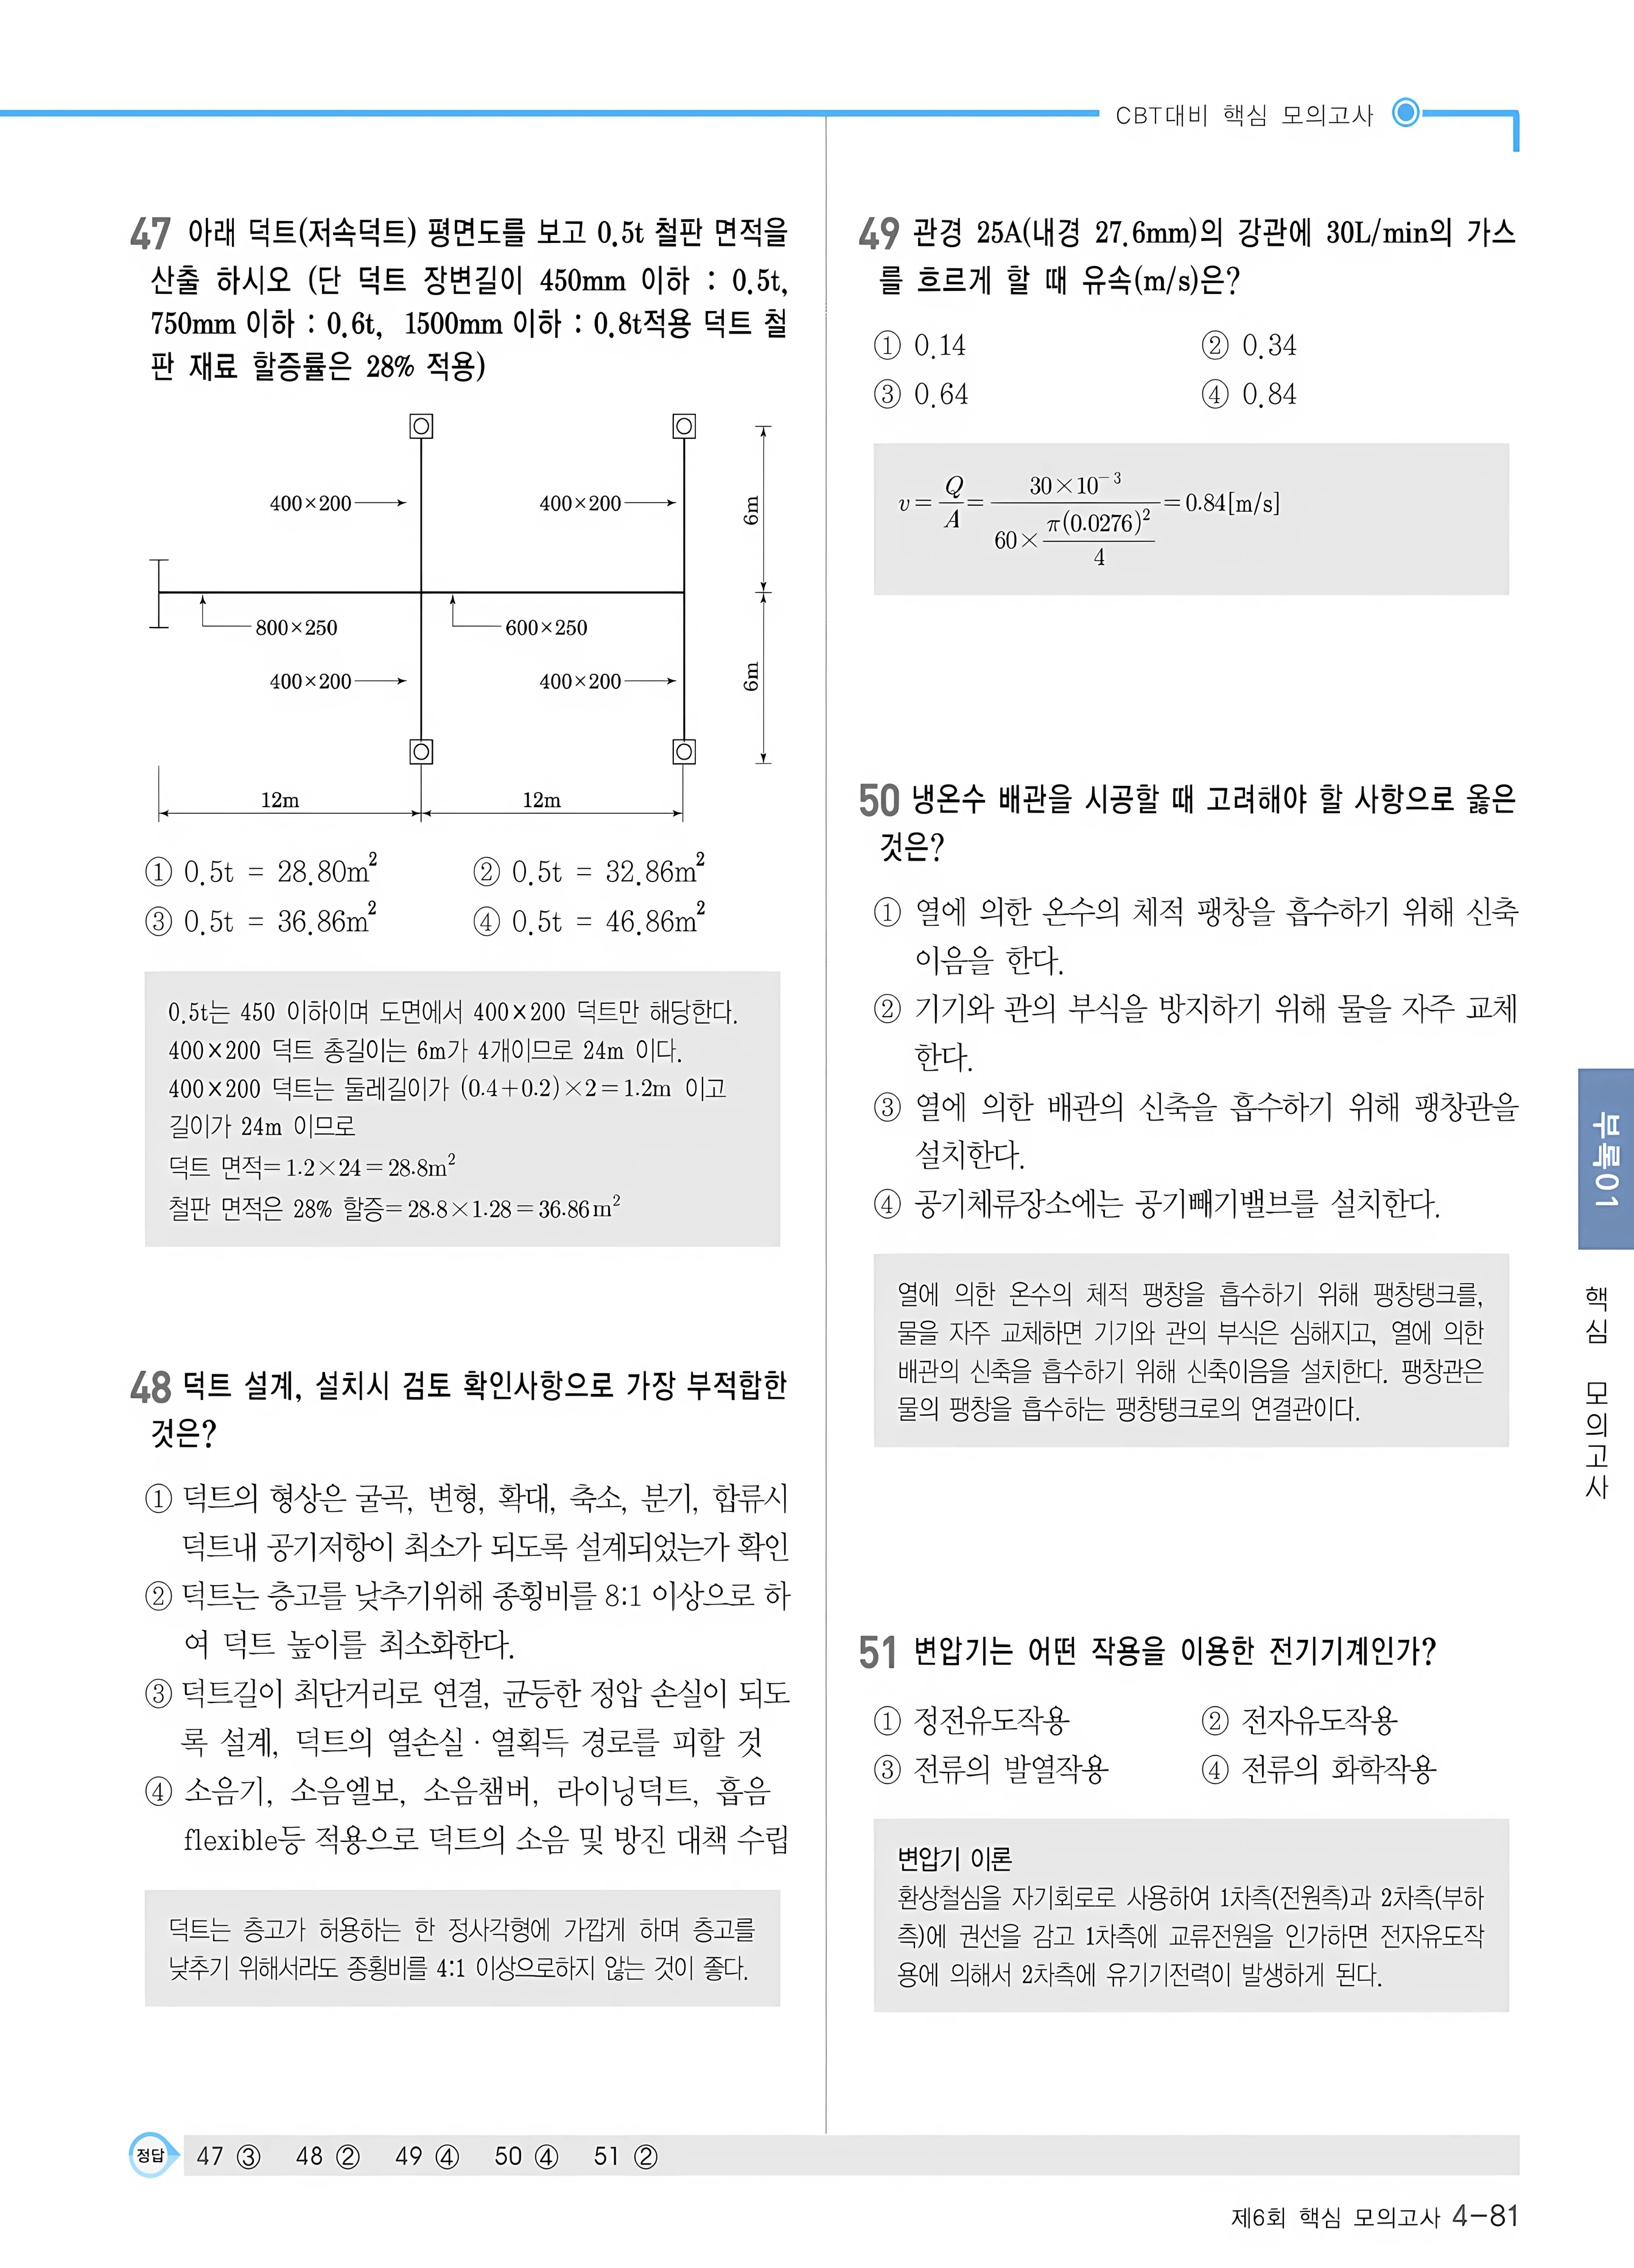 CBT대비 핵심 모의고사
47 아래 덕트(저속덕트) 평면도를 보고 0.5t 철판 면적을
산출 하시오 (단 덕트 장변길이 450mm 이하 : 0.5t,
750mm 이하 : 0.6t, 1500mm 이하 : 0.8t적용 덕트 철
판 재료 할증률은 28% 적용)
400×200
400×200
6m
800×250
600×250
400×200
400×200
6m
12m
12m
① 0.5t = 28.80m²
② 0.5t = 32.86m²
③ 0.5t = 36.86m²
④ 0.5t = 46.86m²
0.5t는 450 이하이며 도면에서 400×200 덕트만 해당한다.
400×200 덕트 총길이는 6m가 4개이므로 24m 이다.
400×200 덕트는 둘레길이가 (0.4+0.2)×2=1.2m 이고
길이가 24m 이므로
덕트 면적=1.2×24=28.8m²
철판 면적은 28% 할증=28.8×1.28=36.86m²
48 덕트 설계, 설치시 검토 확인사항으로 가장 부적합한
것은?
① 덕트의 형상은 굴곡, 변형, 확대, 축소, 분기, 합류시
덕트내 공기저항이 최소가 되도록 설계되었는가 확인
② 덕트는 층고를 낮추기위해 종횡비를 8:1 이상으로 하
여 덕트 높이를 최소화한다.
③ 덕트길이 최단거리로 연결, 균등한 정압 손실이 되도
록 설계, 덕트의 열손실·열획득 경로를 피할 것
④ 소음기, 소음엘보, 소음챔버, 라이닝덕트, 흡음
flexible등 적용으로 덕트의 소음 및 방진 대책 수립
덕트는 층고가 허용하는 한 정사각형에 가깝게 하며 층고를
낮추기 위해서라도 종횡비를 4:1 이상으로하지 않는 것이 좋다.
49 관경 25A(내경 27.6mm)의 강관에 30L/min의 가스
를 흐르게 할 때 유속(m/s)은?
① 0.14
② 0.34
③ 0.64
④ 0.84
v = Q/A = 30×10⁻³ / (60× π(0.0276)²/4) = 0.84[m/s]
50 냉온수 배관을 시공할 때 고려해야 할 사항으로 옳은
것은?
① 열에 의한 온수의 체적 팽창을 흡수하기 위해 신축
이음을 한다.
② 기기와 관의 부식을 방지하기 위해 물을 자주 교체
한다.
③ 열에 의한 배관의 신축을 흡수하기 위해 팽창관을
설치한다.
④ 공기체류장소에는 공기빼기밸브를 설치한다.
열에 의한 온수의 체적 팽창을 흡수하기 위해 팽창탱크를,
물을 자주 교체하면 기기와 관의 부식은 심해지고, 열에 의한
배관의 신축을 흡수하기 위해 신축이음을 설치한다. 팽창관은
물의 팽창을 흡수하는 팽창탱크로의 연결관이다.
51 변압기는 어떤 작용을 이용한 전기기계인가?
① 정전유도작용
② 전자유도작용
③ 전류의 발열작용
④ 전류의 화학작용
변압기 이론
환상철심을 자기회로로 사용하여 1차측(전원측)과 2차측(부하
측)에 권선을 감고 1차측에 교류전원을 인가하면 전자유도작
용에 의해서 2차측에 유기기전력이 발생하게 된다.
부록01
핵심 모의고사
정답 47 ③ 48 ② 49 ④ 50 ④ 51 ②
제6회 핵심 모의고사 4-81